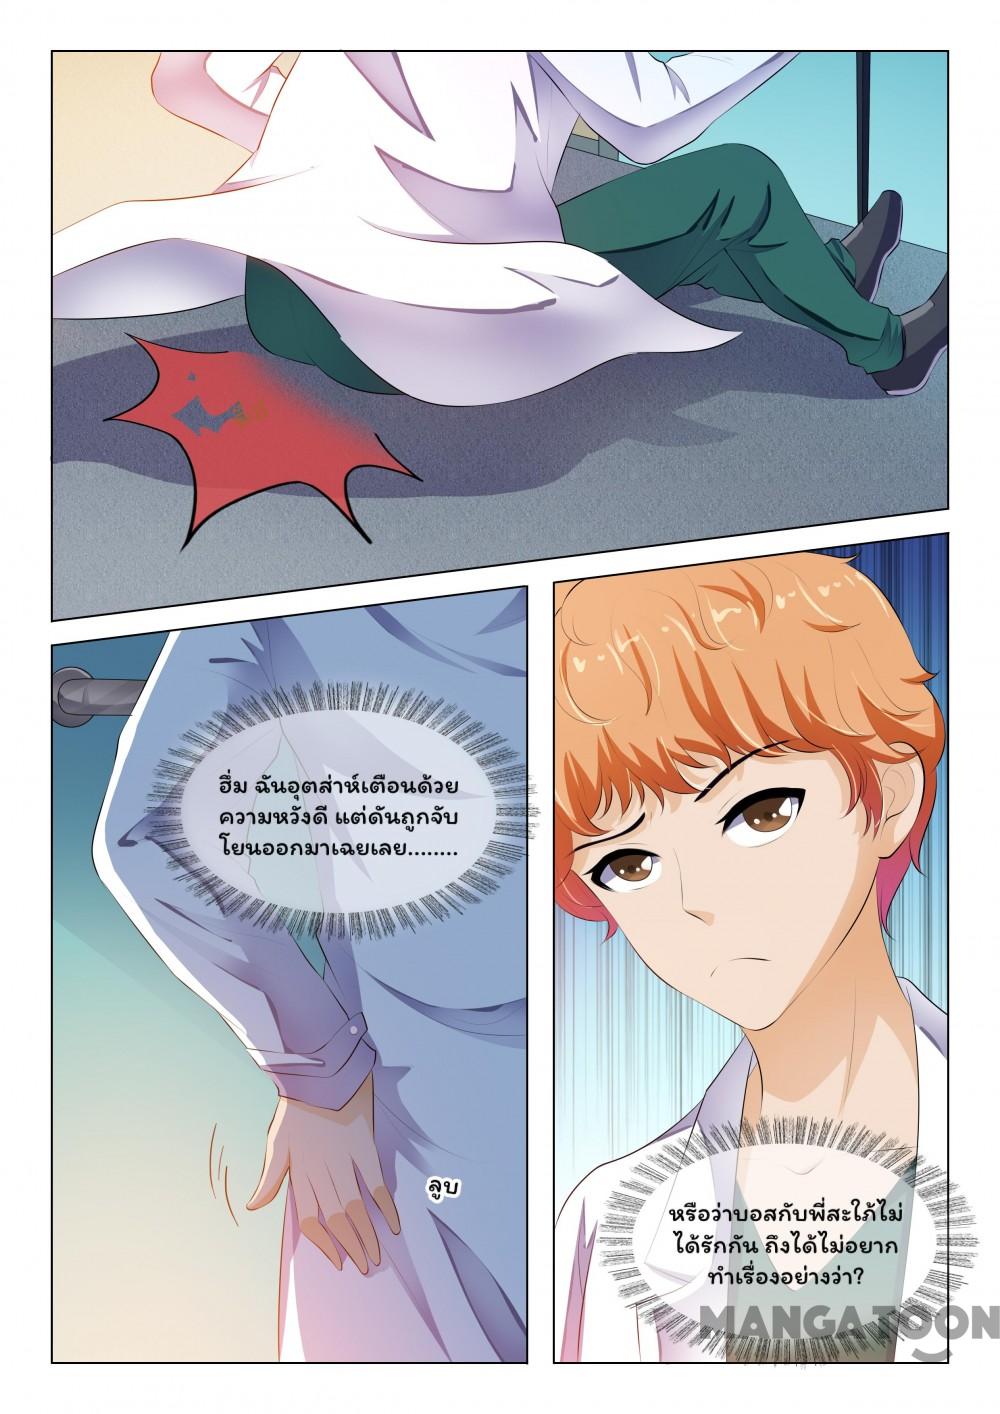 ฮึ่ม ฉันอุตส่าห์เตือนด้วย
ความหวังดี แต่ดันถูกจับ
โยนออกมาเฉยเลย........
ลูบ
หรือว่าบอสกับพี่สะใภ้ไม่
ได้รักกัน ถึงได้ไม่อยาก
ทำเรื่องอย่างว่า?
MANGATOON